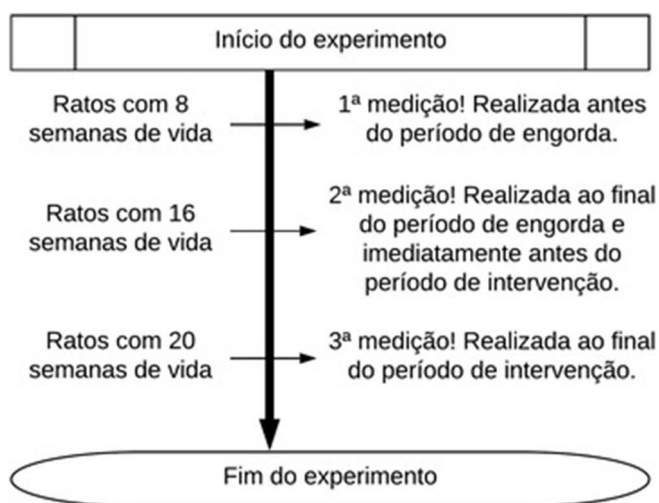 Início do experimento
Ratos com 8
semanas de vida
1ª medição! Realizada antes
do período de engorda.
Ratos com 16
semanas de vida
2ª medição! Realizada ao final
do período de engorda e
imediatamente antes do
período de intervenção.
Ratos com 20
semanas de vida
3ª medição! Realizada ao final
do período de intervenção.
Fim do experimento